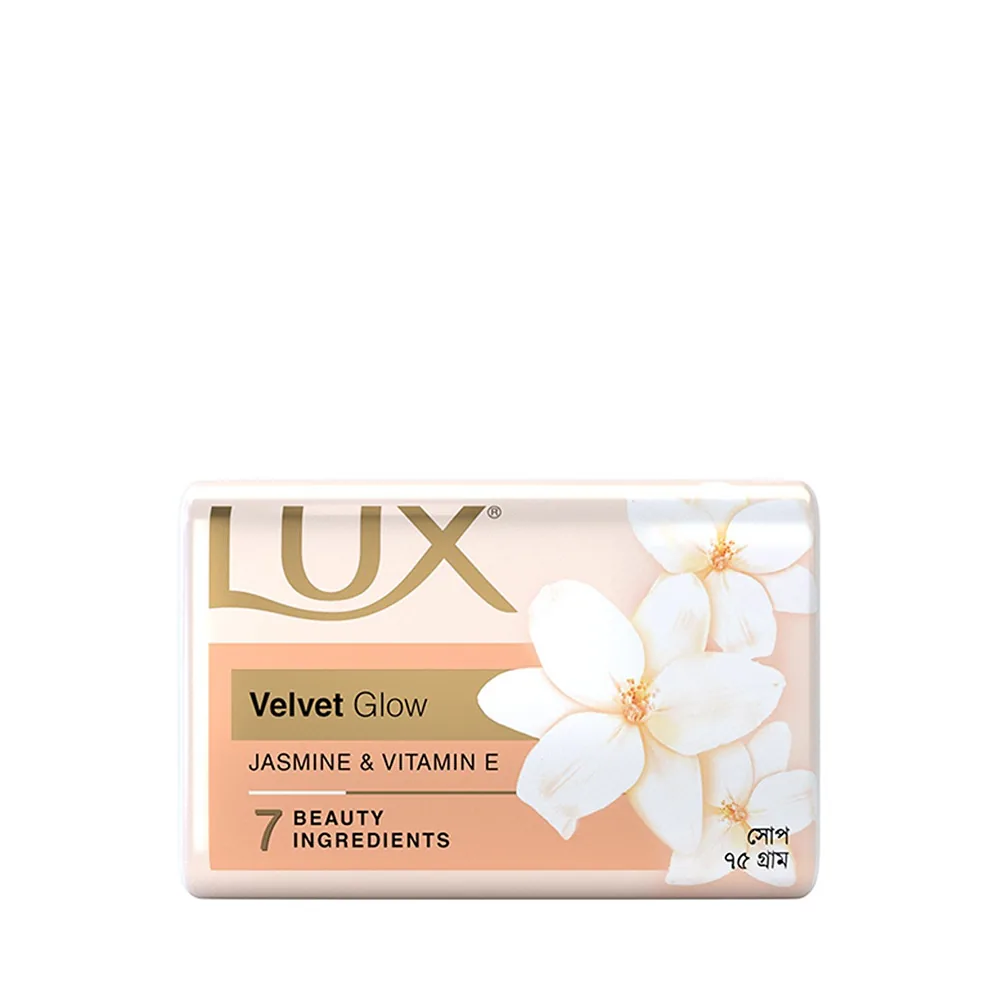 LUX®
Velvet Glow
JASMINE & VITAMIN E
7 BEAUTY
INGREDIENTS
সোপ
৭৫ গ্রাম